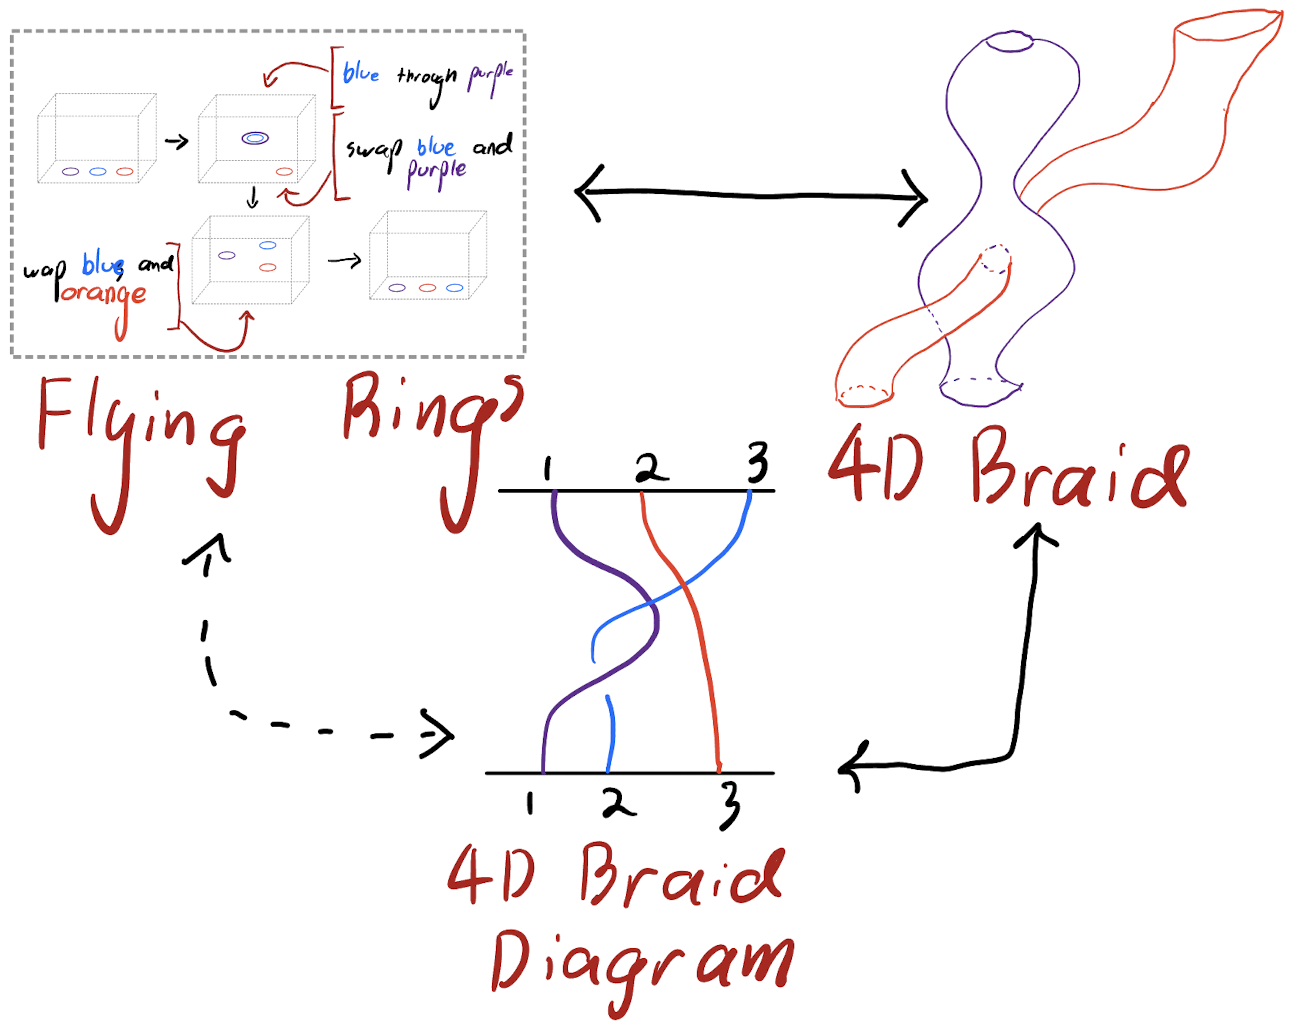 blue through purple
swap blue and
purple
wap blue and
orange
Flying Rings
4D Braid
1 2 3
1 2 3
4D Braid
Diagram